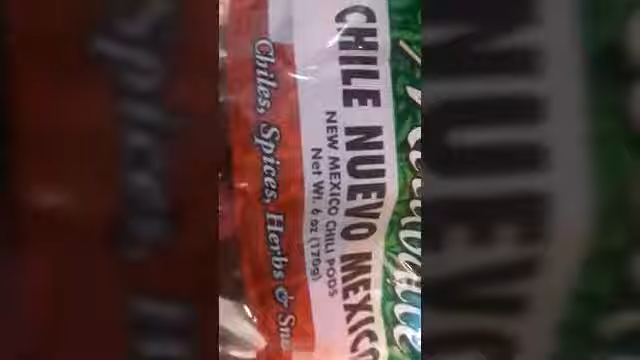 CHILE NUEVO MEXICO
NEW MEXICO CHILI PODS
Net Wt. 6 oz (170g)
Chiles, Spices, Herbs &